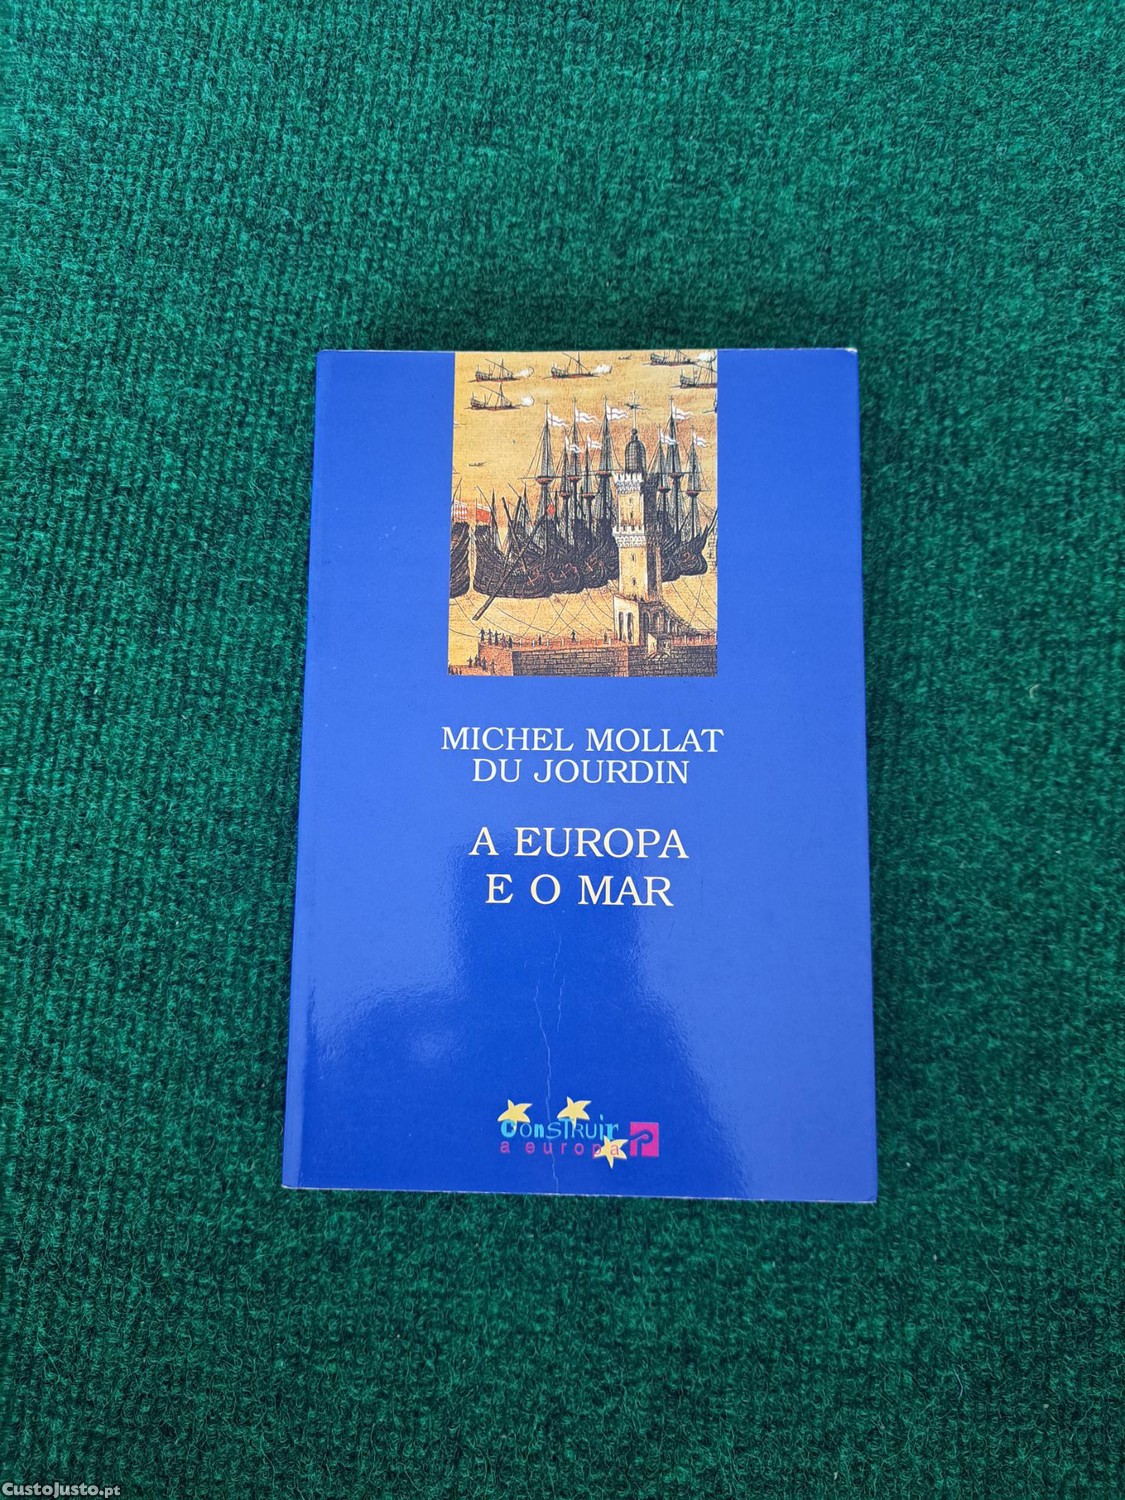 MICHEL MOLLAT
DU JOURDIN
A EUROPA
E O MAR
construir
a europa
P
CustoJusto.pt